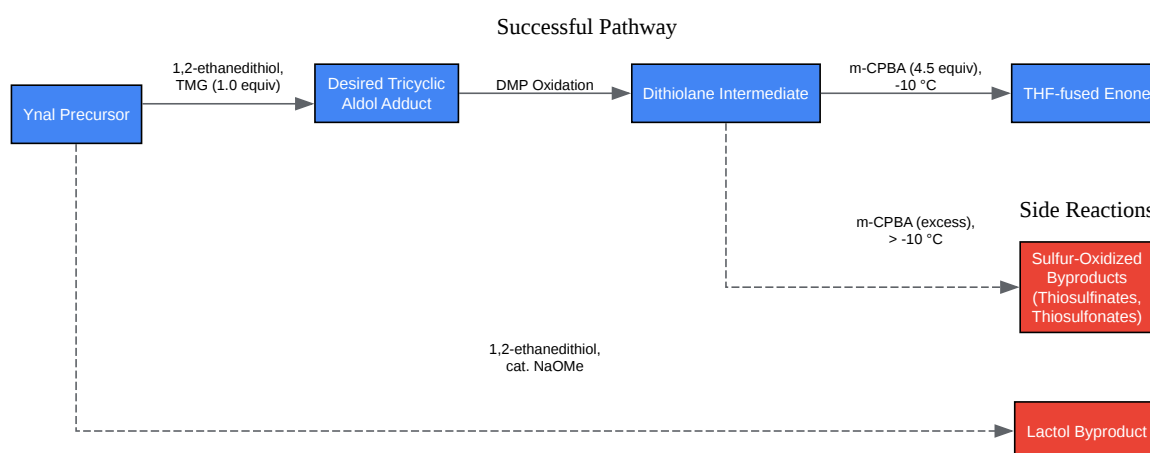 Successful Pathway
1,2-ethanedithiol,
TMG (1.0 equiv)
m-CPBA (4.5 equiv),
-10 °C
Ynal Precursor
Desired Tricyclic
Aldol Adduct
DMP Oxidation
Dithiolane Intermediate
THF-fused Enone
Side Reactions
m-CPBA (excess),
> -10 °C
Sulfur-Oxidized
Byproducts
(Thiosulfinates,
Thiosulfonates)
1,2-ethanedithiol,
cat. NaOMe
Lactol Byproduct